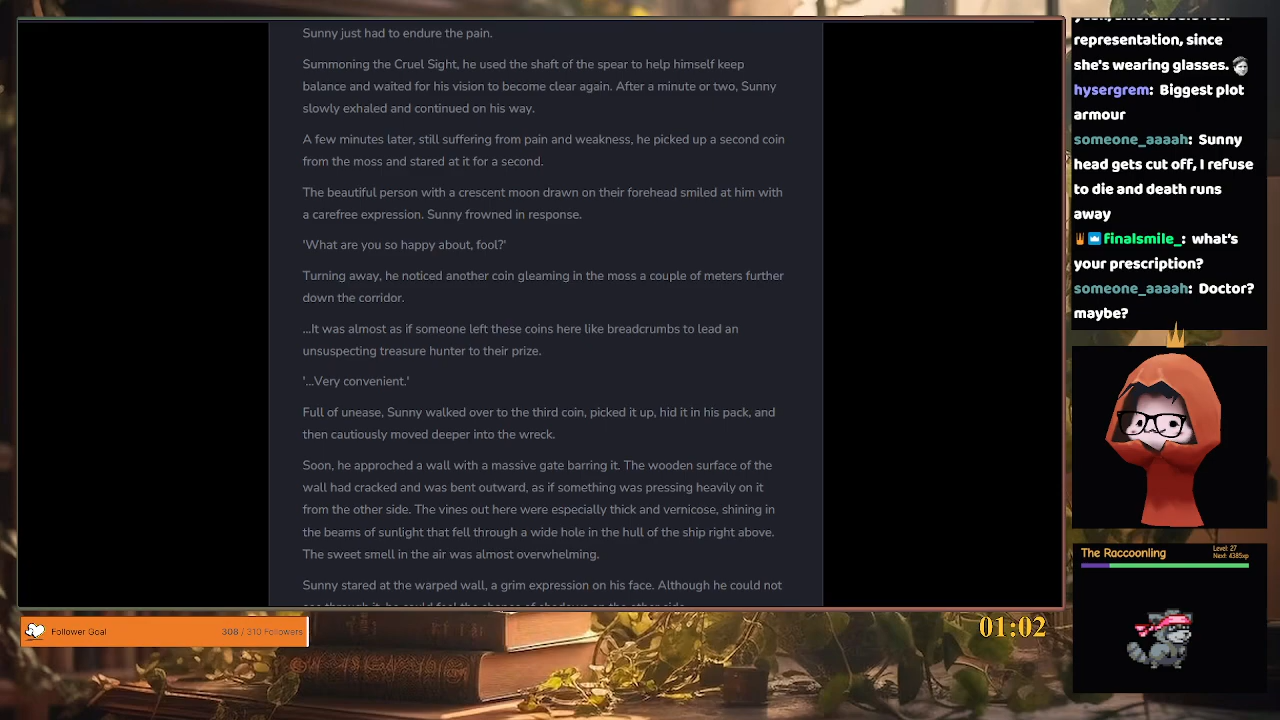 Sunny just had to endure the pain.
Summoning the Cruel Sight, he used the shaft of the spear to help himself keep
balance and waited for his vision to become clear again. After a minute or two, Sunny
slowly exhaled and continued on his way.
A few minutes later, still suffering from pain and weakness, he picked up a second coin
from the moss and stared at it for a second.
The beautiful person with a crescent moon drawn on their forehead smiled at him with
a carefree expression. Sunny frowned in response.
'What are you so happy about, fool?'
Turning away, he noticed another coin gleaming in the moss a couple of meters further
down the corridor.
...It was almost as if someone left these coins here like breadcrumbs to lead an
unsuspecting treasure hunter to their prize.
'...Very convenient.'
Full of unease, Sunny walked over to the third coin, picked it up, hid it in his pack, and
then cautiously moved deeper into the wreck.
Soon, he approched a wall with a massive gate barring it. The wooden surface of the
wall had cracked and was bent outward, as if something was pressing heavily on it
from the other side. The vines out here were especially thick and vernicose, shining in
the beams of sunlight that fell through a wide hole in the hull of the ship right above.
The sweet smell in the air was almost overwhelming.
Sunny stared at the warped wall, a grim expression on his face. Although he could not
representation, since
she's wearing glasses.
hysergrem: Biggest plot
armour
someone_aaaah: Sunny
head gets cut off, I refuse
to die and death runs
away
finalsmile_: what's
your prescription?
someone_aaaah: Doctor?
maybe?
The Raccoonling
Level: 27
Next: 4385xp
Follower Goal
308 / 310 Followers
01:02